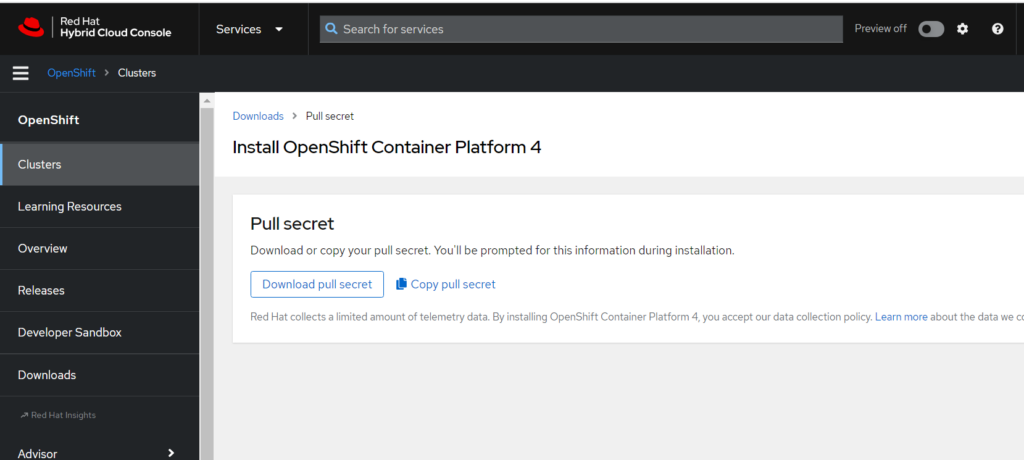 Red Hat
Hybrid Cloud Console
Services
Search for services
Preview off
OpenShift > Clusters
OpenShift
Clusters
Learning Resources
Overview
Releases
Developer Sandbox
Downloads
Red Hat Insights
Advisor
Downloads > Pull secret
Install OpenShift Container Platform 4
Pull secret
Download or copy your pull secret. You'll be prompted for this information during installation.
Download pull secret
Copy pull secret
Red Hat collects a limited amount of telemetry data. By installing OpenShift Container Platform 4, you accept our data collection policy. Learn more about the data we